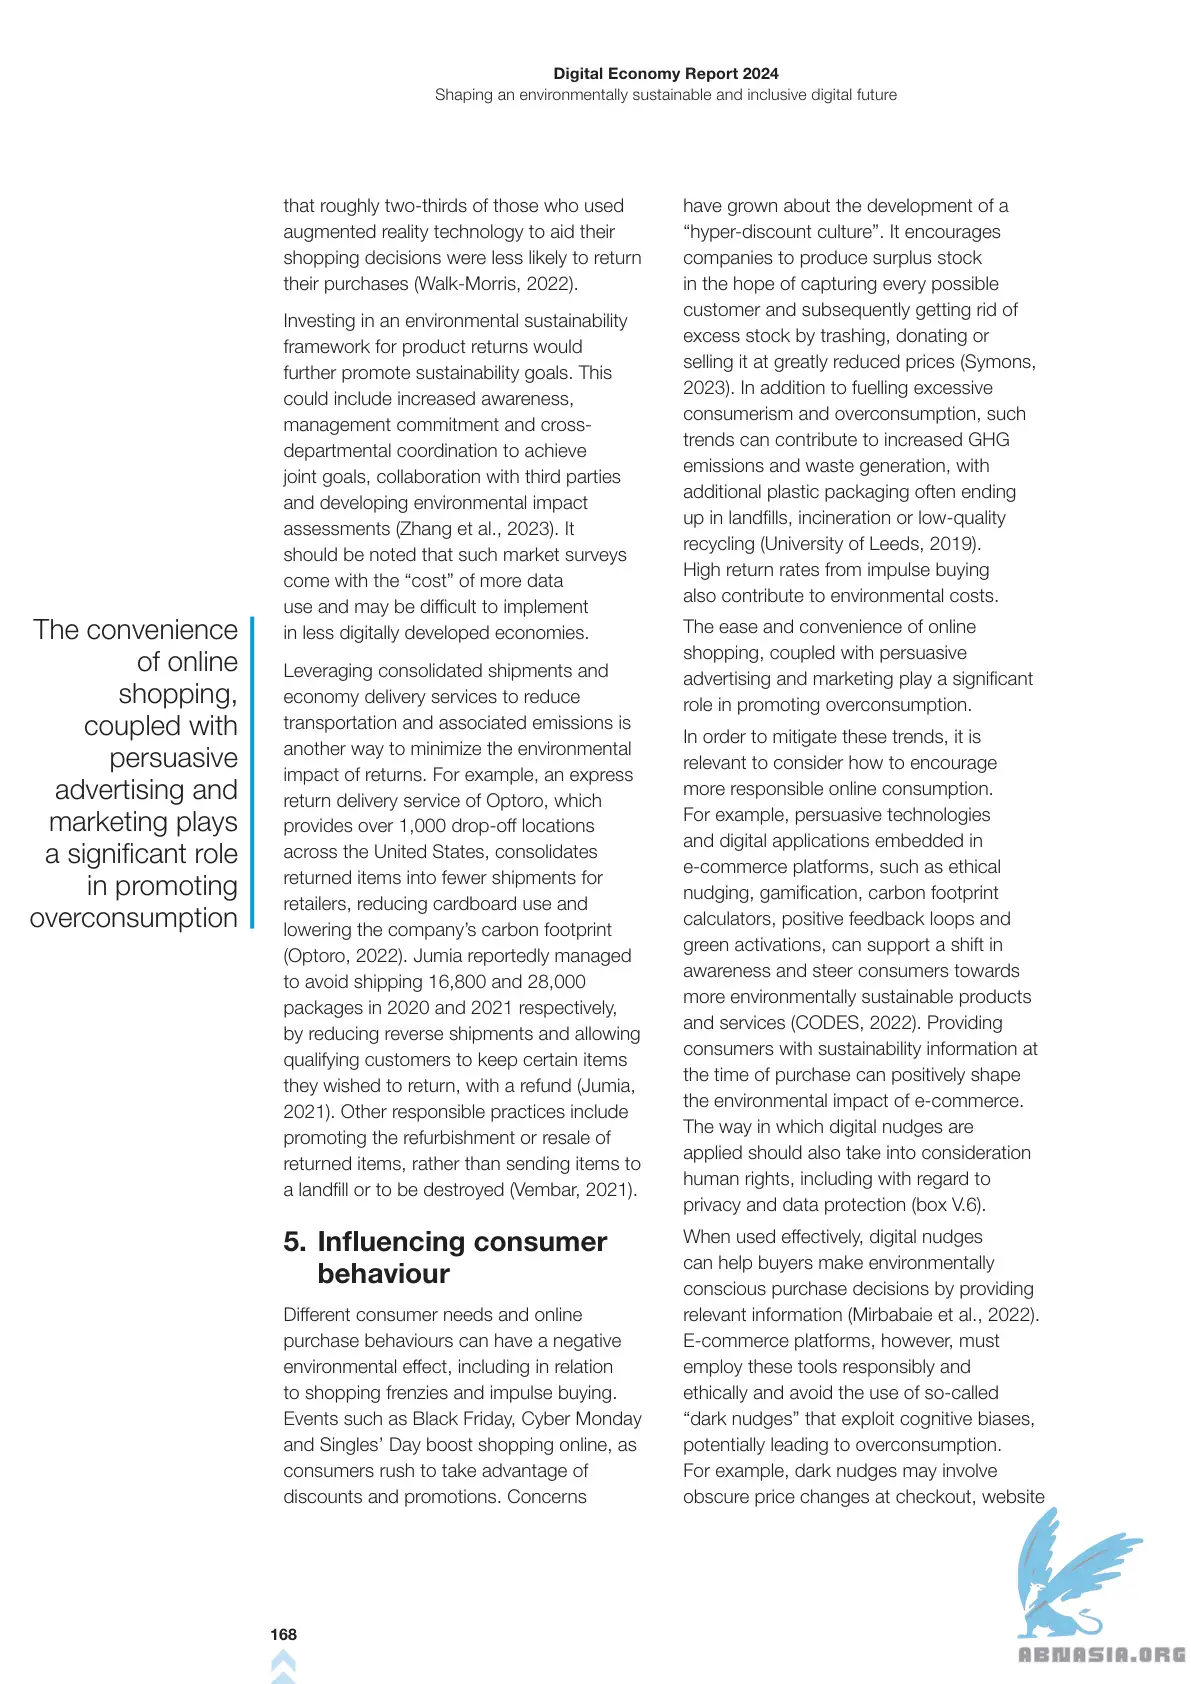 Digital Economy Report 2024
Shaping an environmentally sustainable and inclusive digital future
that roughly two-thirds of those who used
augmented reality technology to aid their
shopping decisions were less likely to return
their purchases (Walk-Morris, 2022).
Investing in an environmental sustainability
framework for product returns would
further promote sustainability goals. This
could include increased awareness,
management commitment and cross-
departmental coordination to achieve
joint goals, collaboration with third parties
and developing environmental impact
assessments (Zhang et al., 2023). It
should be noted that such market surveys
come with the “cost” of more data
use and may be difficult to implement
in less digitally developed economies.
Leveraging consolidated shipments and
economy delivery services to reduce
transportation and associated emissions is
another way to minimize the environmental
impact of returns. For example, an express
return delivery service of Optoro, which
provides over 1,000 drop-off locations
across the United States, consolidates
returned items into fewer shipments for
retailers, reducing cardboard use and
lowering the company’s carbon footprint
(Optoro, 2022). Jumia reportedly managed
to avoid shipping 16,800 and 28,000
packages in 2020 and 2021 respectively,
by reducing reverse shipments and allowing
qualifying customers to keep certain items
they wished to return, with a refund (Jumia,
2021). Other responsible practices include
promoting the refurbishment or resale of
returned items, rather than sending items to
a landfill or to be destroyed (Vembar, 2021).
5. Influencing consumer
behaviour
Different consumer needs and online
purchase behaviours can have a negative
environmental effect, including in relation
to shopping frenzies and impulse buying.
Events such as Black Friday, Cyber Monday
and Singles’ Day boost shopping online, as
consumers rush to take advantage of
discounts and promotions. Concerns
have grown about the development of a
“hyper-discount culture”. It encourages
companies to produce surplus stock
in the hope of capturing every possible
customer and subsequently getting rid of
excess stock by trashing, donating or
selling it at greatly reduced prices (Symons,
2023). In addition to fuelling excessive
consumerism and overconsumption, such
trends can contribute to increased GHG
emissions and waste generation, with
additional plastic packaging often ending
up in landfills, incineration or low-quality
recycling (University of Leeds, 2019).
High return rates from impulse buying
also contribute to environmental costs.
The ease and convenience of online
shopping, coupled with persuasive
advertising and marketing play a significant
role in promoting overconsumption.
In order to mitigate these trends, it is
relevant to consider how to encourage
more responsible online consumption.
For example, persuasive technologies
and digital applications embedded in
e-commerce platforms, such as ethical
nudging, gamification, carbon footprint
calculators, positive feedback loops and
green activations, can support a shift in
awareness and steer consumers towards
more environmentally sustainable products
and services (CODES, 2022). Providing
consumers with sustainability information at
the time of purchase can positively shape
the environmental impact of e-commerce.
The way in which digital nudges are
applied should also take into consideration
human rights, including with regard to
privacy and data protection (box V.6).
When used effectively, digital nudges
can help buyers make environmentally
conscious purchase decisions by providing
relevant information (Mirbabaie et al., 2022).
E-commerce platforms, however, must
employ these tools responsibly and
ethically and avoid the use of so-called
“dark nudges” that exploit cognitive biases,
potentially leading to overconsumption.
For example, dark nudges may involve
obscure price changes at checkout, website
The convenience
of online
shopping,
coupled with
persuasive
advertising and
marketing plays
a significant role
in promoting
overconsumption
168
ABNASIA.ORG